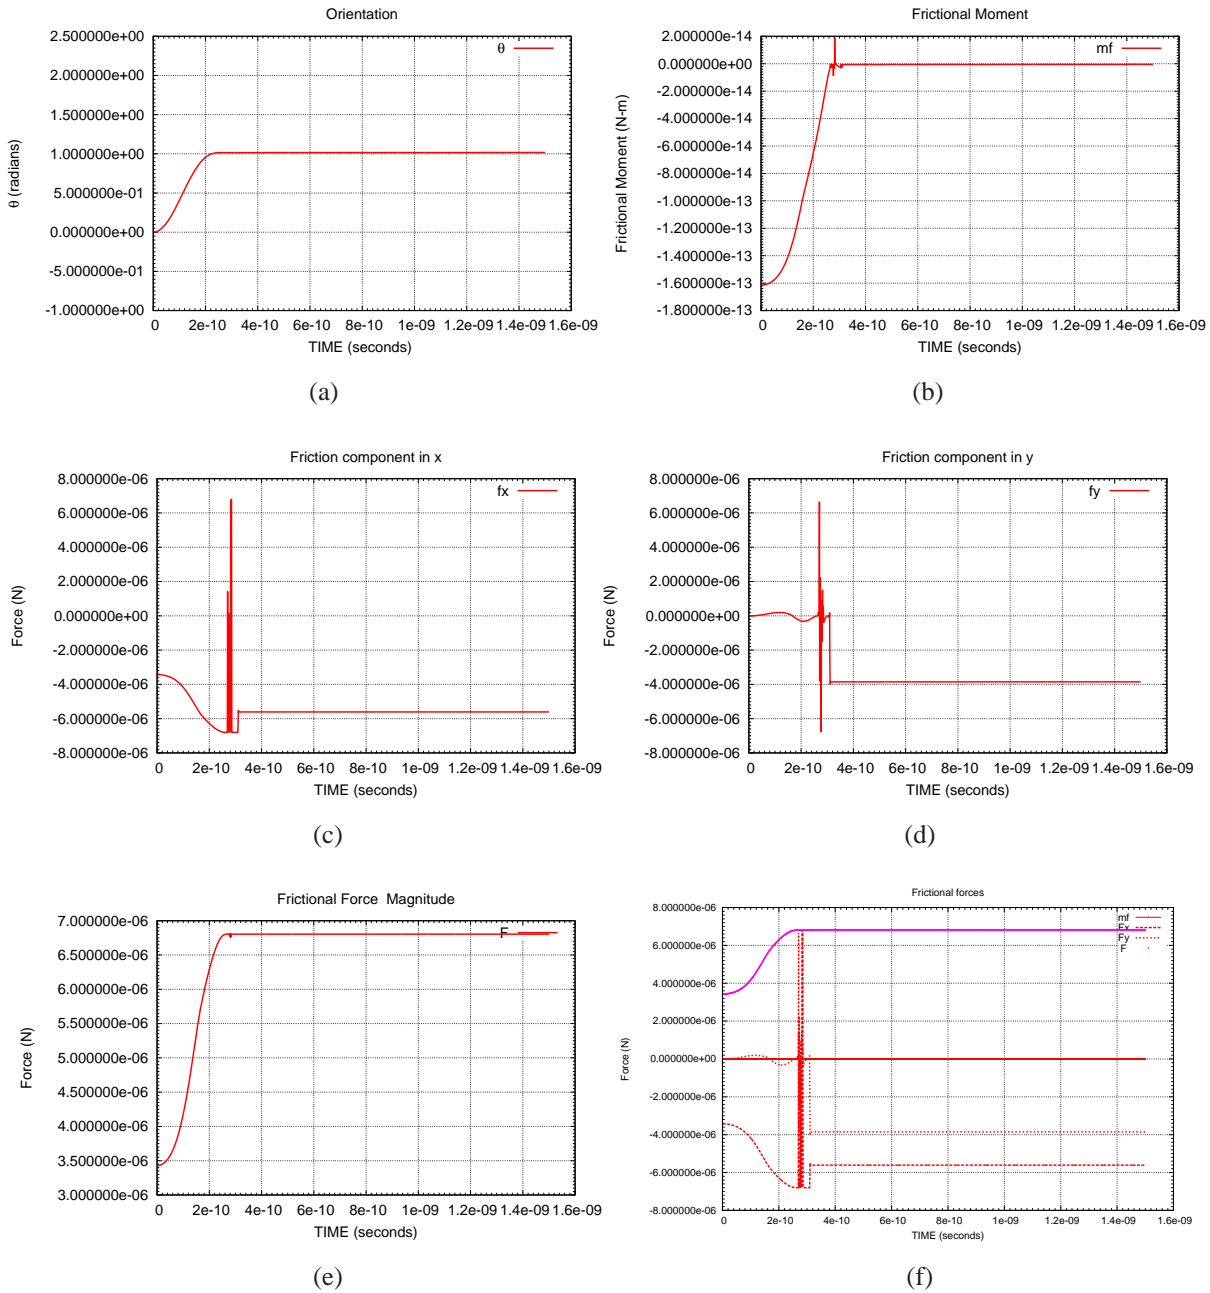 Orientation
2.500000e+00
2.000000e+00
1.500000e+00
1.000000e+00
5.000000e-01
0.000000e+00
-5.000000e-01
-1.000000e+00
θ
θ (radians)
0 2e-10 4e-10 6e-10 8e-10 1e-09 1.2e-09 1.4e-09 1.6e-09
TIME (seconds)
(a)
Frictional Moment
2.000000e-14
0.000000e+00
-2.000000e-14
-4.000000e-14
-6.000000e-14
-8.000000e-14
-1.000000e-13
-1.200000e-13
-1.400000e-13
-1.600000e-13
-1.800000e-13
mf
Frictional Moment (N-m)
0 2e-10 4e-10 6e-10 8e-10 1e-09 1.2e-09 1.4e-09 1.6e-09
TIME (seconds)
(b)
Friction component in x
8.000000e-06
6.000000e-06
4.000000e-06
2.000000e-06
0.000000e+00
-2.000000e-06
-4.000000e-06
-6.000000e-06
-8.000000e-06
fx
Force (N)
0 2e-10 4e-10 6e-10 8e-10 1e-09 1.2e-09 1.4e-09 1.6e-09
TIME (seconds)
(c)
Friction component in y
8.000000e-06
6.000000e-06
4.000000e-06
2.000000e-06
0.000000e+00
-2.000000e-06
-4.000000e-06
-6.000000e-06
-8.000000e-06
fy
Force (N)
0 2e-10 4e-10 6e-10 8e-10 1e-09 1.2e-09 1.4e-09 1.6e-09
TIME (seconds)
(d)
Frictional Force Magnitude
7.000000e-06
6.500000e-06
6.000000e-06
5.500000e-06
5.000000e-06
4.500000e-06
4.000000e-06
3.500000e-06
3.000000e-06
F
Force (N)
0 2e-10 4e-10 6e-10 8e-10 1e-09 1.2e-09 1.4e-09 1.6e-09
TIME (seconds)
(e)
Frictional forces
8.000000e-06
6.000000e-06
4.000000e-06
2.000000e-06
0.000000e+00
-2.000000e-06
-4.000000e-06
-6.000000e-06
-8.000000e-06
mf
Fx
Fy
F
Force (N)
0 2e-10 4e-10 6e-10 8e-10 1e-09 1.2e-09 1.4e-09 1.6e-09
TIME (seconds)
(f)